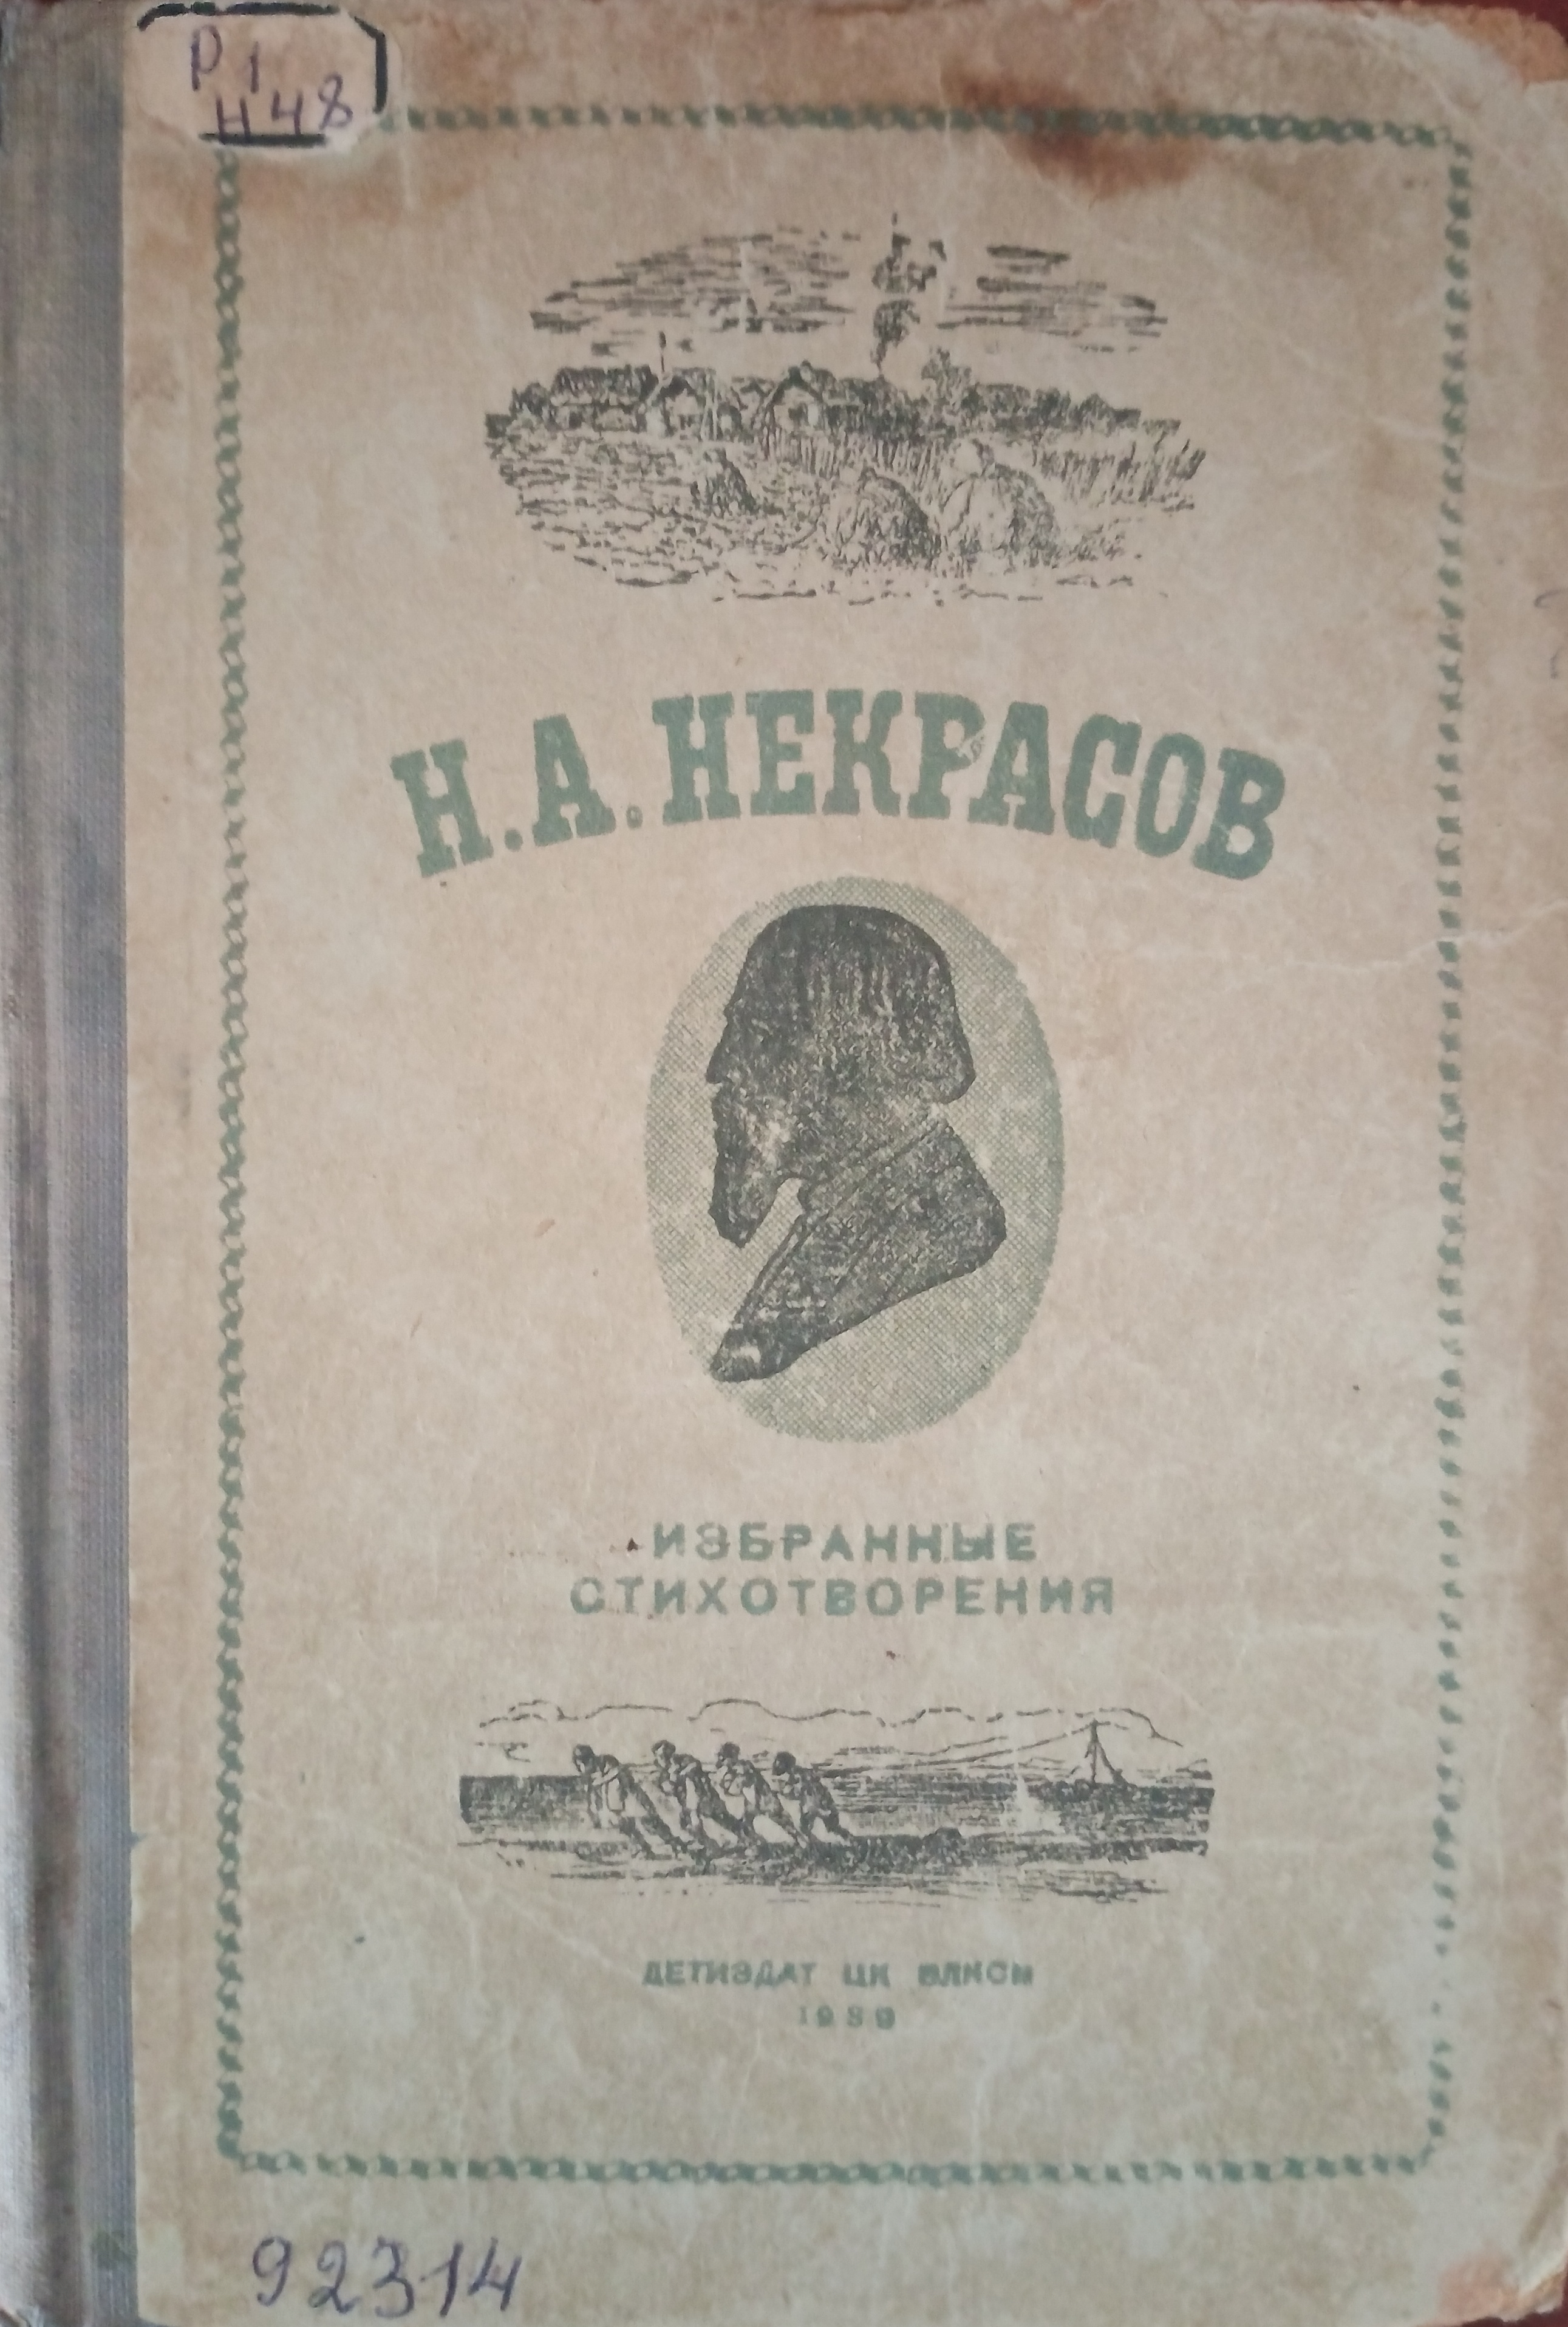 Р1
Н48
Н.А.НЕКРАСОВ
ИЗБРАННЫЕ
СТИХОТВОРЕНИЯ
ДЕТИЗДАТ ЦК ВЛКСМ
1939
92314